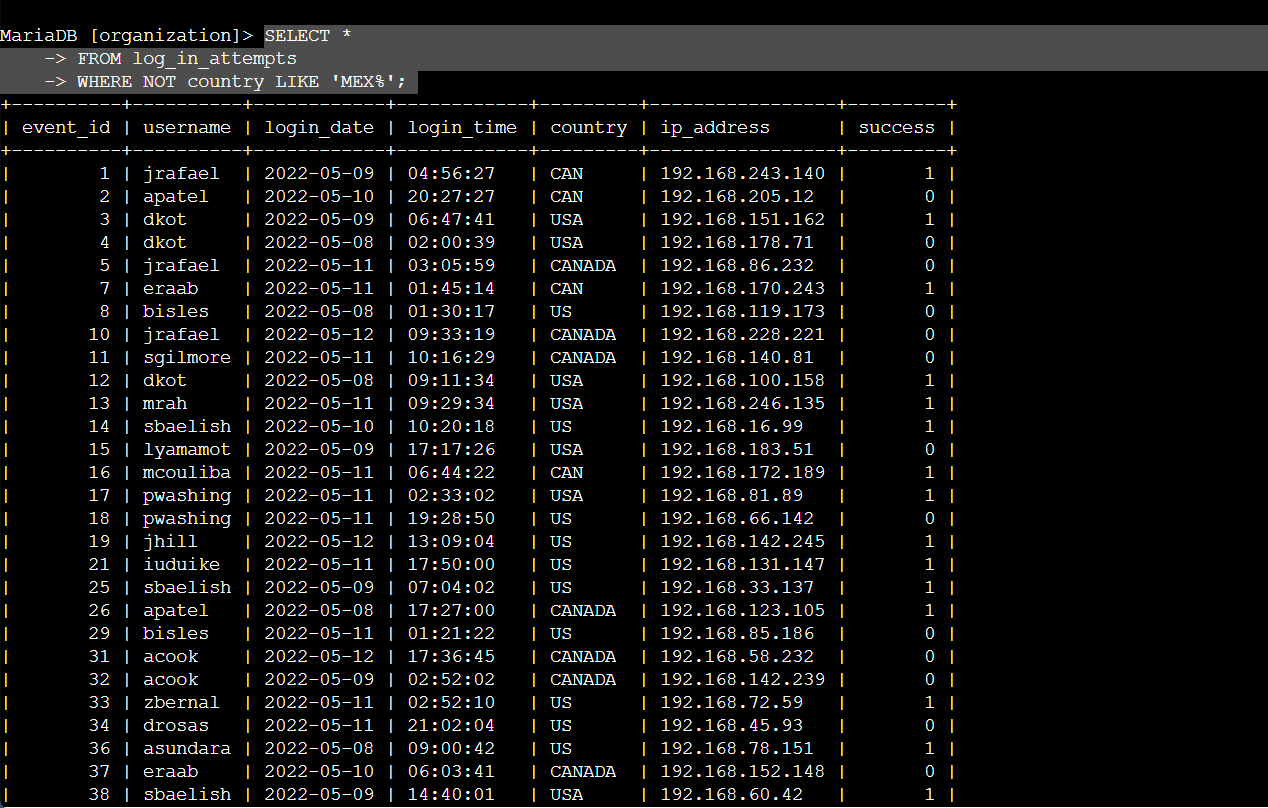 MariaDB [organization]> SELECT *
    -> FROM log_in_attempts
    -> WHERE NOT country LIKE 'MEX%';
+----------+----------+------------+------------+---------+-----------------+---------+
| event_id | username | login_date | login_time | country | ip_address      | success |
+----------+----------+------------+------------+---------+-----------------+---------+
|        1 | jrafael  | 2022-05-09 | 04:56:27   | CAN     | 192.168.243.140 |       1 |
|        2 | apatel   | 2022-05-10 | 20:27:27   | CAN     | 192.168.205.12  |       0 |
|        3 | dkot     | 2022-05-09 | 06:47:41   | USA     | 192.168.151.162 |       1 |
|        4 | dkot     | 2022-05-08 | 02:00:39   | USA     | 192.168.178.71  |       0 |
|        5 | jrafael  | 2022-05-11 | 03:05:59   | CANADA  | 192.168.86.232  |       0 |
|        7 | eraab    | 2022-05-11 | 01:45:14   | CAN     | 192.168.170.243 |       1 |
|        8 | bisles   | 2022-05-08 | 01:30:17   | US      | 192.168.119.173 |       0 |
|       10 | jrafael  | 2022-05-12 | 09:33:19   | CANADA  | 192.168.228.221 |       0 |
|       11 | sgilmore | 2022-05-11 | 10:16:29   | CANADA  | 192.168.140.81  |       0 |
|       12 | dkot     | 2022-05-08 | 09:11:34   | USA     | 192.168.100.158 |       1 |
|       13 | mrah     | 2022-05-11 | 09:29:34   | USA     | 192.168.246.135 |       1 |
|       14 | sbaelish | 2022-05-10 | 10:20:18   | US      | 192.168.16.99   |       1 |
|       15 | lyamamot | 2022-05-09 | 17:17:26   | USA     | 192.168.183.51  |       0 |
|       16 | mcouliba | 2022-05-11 | 06:44:22   | CAN     | 192.168.172.189 |       1 |
|       17 | pwashing | 2022-05-11 | 02:33:02   | USA     | 192.168.81.89   |       1 |
|       18 | pwashing | 2022-05-11 | 19:28:50   | US      | 192.168.66.142  |       0 |
|       19 | jhill    | 2022-05-12 | 13:09:04   | US      | 192.168.142.245 |       1 |
|       21 | iuduike  | 2022-05-11 | 17:50:00   | US      | 192.168.131.147 |       1 |
|       25 | sbaelish | 2022-05-09 | 07:04:02   | US      | 192.168.33.137  |       1 |
|       26 | apatel   | 2022-05-08 | 17:27:00   | CANADA  | 192.168.123.105 |       1 |
|       29 | bisles   | 2022-05-11 | 01:21:22   | US      | 192.168.85.186  |       0 |
|       31 | acook    | 2022-05-12 | 17:36:45   | CANADA  | 192.168.58.232  |       0 |
|       32 | acook    | 2022-05-09 | 02:52:02   | CANADA  | 192.168.142.239 |       0 |
|       33 | zbernal  | 2022-05-11 | 02:52:10   | US      | 192.168.72.59   |       1 |
|       34 | drosas   | 2022-05-11 | 21:02:04   | US      | 192.168.45.93   |       0 |
|       36 | asundara | 2022-05-08 | 09:00:42   | US      | 192.168.78.151  |       1 |
|       37 | eraab    | 2022-05-10 | 06:03:41   | CANADA  | 192.168.152.148 |       0 |
|       38 | sbaelish | 2022-05-09 | 14:40:01   | USA     | 192.168.60.42   |       1 |